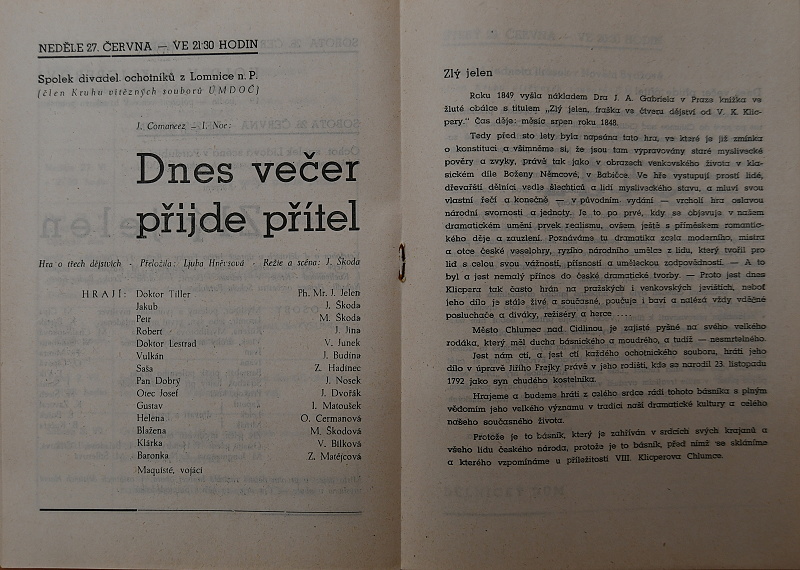 NEDĚLE 27. ČERVNA — VE 21·30 HODIN
Spolek divadel. ochotníků z Lomnice n. P.
(člen Kruhu vítězných souborů ÚMDOČ)
J. Comancez — I. Noe:
Dnes večer
přijde přítel
Hra o třech dějstvích - Přeložila: Ljuba Hněvsová - Režie a scéna: J. Škoda
HRAJÍ: Doktor Tiller Ph. Mr. J. Jelen
Jakub J. Škoda
Petr M. Škoda
Robert J. Jína
Doktor Lestrad V. Junek
Vulkán J. Budina
Saša Z. Hadinec
Pan Dobrý J. Nosek
Otec Josef J. Dvořák
Gustav I. Matoušek
Helena O. Čermanová
Blažena M. Škodová
Klárka V. Bílková
Baronka Z. Matějcová
Maquisté, vojáci
Zlý jelen
Roku 1849 vyšla nákladem Dra J. A. Gabriela v Praze knížka ve
žluté obálce s titulem „Zlý jelen, fraška ve čtveru dějství od V. K. Klic-
pery." Čas děje: měsíc srpen roku 1848.
Tedy před sto lety byla napsána tato hra, ve které je již zmínka
o konstituci a všimněme si, že jsou tam vypravovány staré myslivecké
pověry a zvyky, právě tak jako v obrazech venkovského života v kla-
sickém díle Boženy Němcové, v Babičce. Ve hře vystupují prostí lidé,
dřevařští dělníci vedle šlechticů a lidí mysliveckého stavu, a mluví svou
vlastní řečí a konečně — v původním vydání — vrcholí hra oslavou
národní svornosti a jednoty. Je to po prvé, kdy se objevuje v našem
dramatickém umění prvek realismu, ovšem ještě s příměskem romantic-
kého děje a zauzlení. Poznáváme tu dramatika zcela moderního, mistra
a otce české veselohry, ryzího národního umělce z lidu, který tvořil pro
lid s celou svou vážností, přísností a uměleckou zodpovědností. — A to
byl a jest nemalý přínos do české dramatické tvorby. — Proto jest dnes
Klicpera tak často hrán na pražských i venkovských jevištích, neboť
jeho dílo je stále živé a současné, poučuje i baví a nalézá vždy vděčné
posluchače a diváky, režiséry a herce ....
Město Chlumec nad Cidlinou je zajisté pyšné na svého velkého
rodáka, který měl ducha básnického a moudrého, a tudíž — nesmrtelného.
Jest nám ctí, a jest ctí každého ochotnického souboru, hráti jeho
dílo v úpravě Jiřího Frejky právě v jeho rodišti, kde se narodil 23. listopadu
1792 jako syn chudého kostelníka.
Hrajeme a budeme hráti z celého srdce rádi tohoto básníka s plným
vědomím jeho velkého významu v tradici naší dramatické kultury a celého
našeho současného života.
Protože je to básník, který je zahříván v srdcích svých krajanů a
všeho lidu českého národa, protože je to básník, před nímž se skláníme
a kterého vzpomínáme u příležitosti VIII. Klicperova Chlumce.